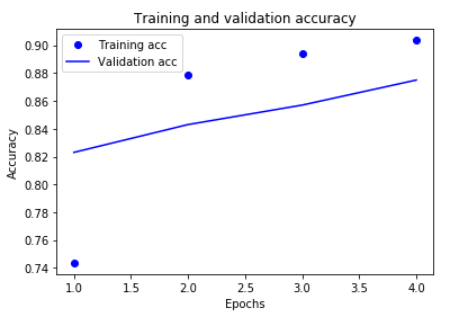 Training and validation accuracy
Training acc
Validation acc
0.90
0.88
0.86
0.84
0.82
0.80
0.78
0.76
0.74
Accuracy
1.0 1.5 2.0 2.5 3.0 3.5 4.0
Epochs